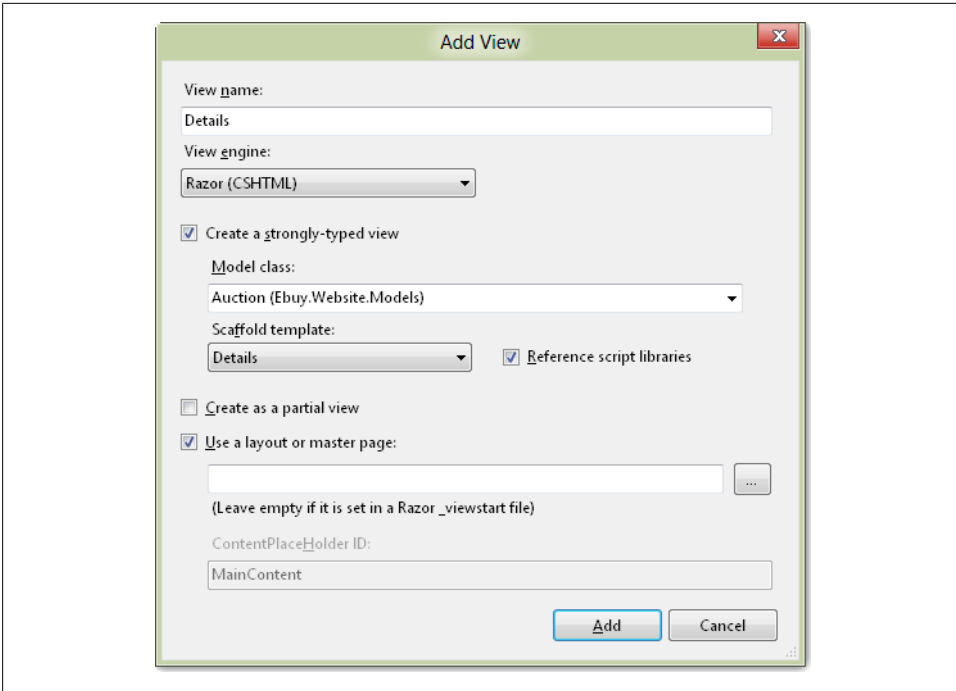 Add View
x
View name:
Details
View engine:
Razor (CSHTML)
Create a strongly-typed view
Model class:
Auction (Ebuy.Website.Models)
Scaffold template:
Details
Reference script libraries
Create as a partial view
Use a layout or master page:
...
(Leave empty if it is set in a Razor _viewstart file)
ContentPlaceHolder ID:
MainContent
Add
Cancel